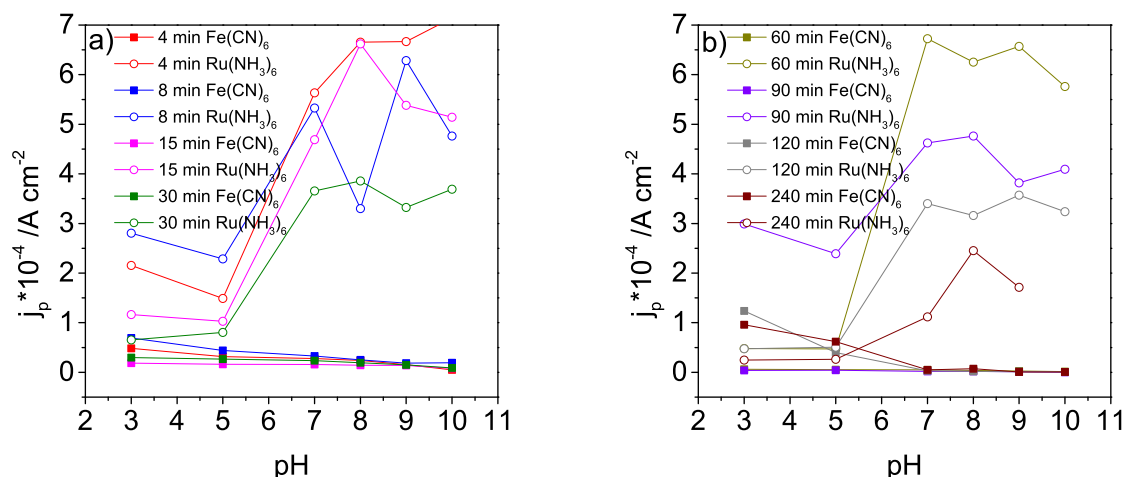 a)
4 min Fe(CN)₆
4 min Ru(NH₃)₆
8 min Fe(CN)₆
8 min Ru(NH₃)₆
15 min Fe(CN)₆
15 min Ru(NH₃)₆
30 min Fe(CN)₆
30 min Ru(NH₃)₆
jₚ*10⁻⁴ /A cm⁻²
7
6
5
4
3
2
1
0
2 3 4 5 6 7 8 9 10 11
pH
b)
60 min Fe(CN)₆
60 min Ru(NH₃)₆
90 min Fe(CN)₆
90 min Ru(NH₃)₆
120 min Fe(CN)₆
120 min Ru(NH₃)₆
240 min Fe(CN)₆
240 min Ru(NH₃)₆
jₚ*10⁻⁴ /A cm⁻²
7
6
5
4
3
2
1
0
2 3 4 5 6 7 8 9 10 11
pH